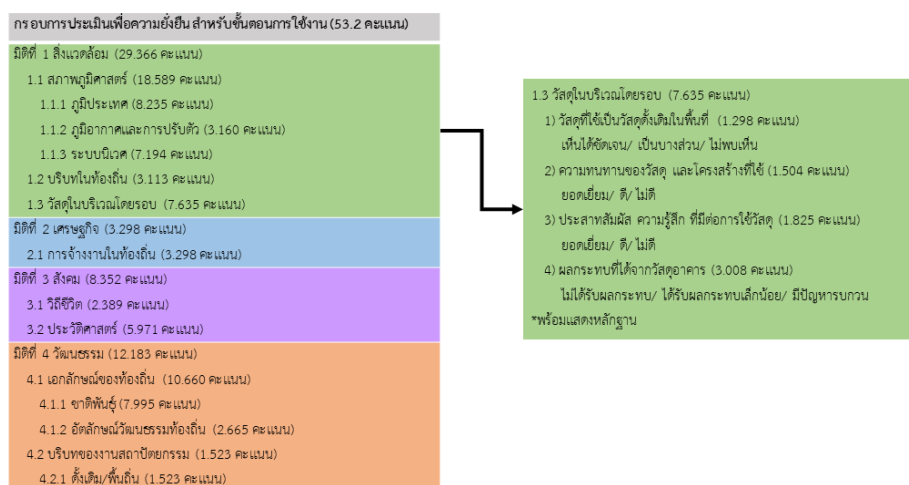 กรอบการประเมินเพื่อความยั่งยืน สำหรับขั้นตอนการใช้งาน (53.2 คะแนน)
มิติที่ 1 สิ่งแวดล้อม (29.366 คะแนน)
1.1 สภาพภูมิศาสตร์ (18.589 คะแนน)
1.1.1 ภูมิประเทศ (8.235 คะแนน)
1.1.2 ภูมิอากาศและการปรับตัว (3.160 คะแนน)
1.1.3 ระบบนิเวศ (7.194 คะแนน)
1.2 บริบทในท้องถิ่น (3.113 คะแนน)
1.3 วัสดุในบริเวณโดยรอบ (7.635 คะแนน)
มิติที่ 2 เศรษฐกิจ (3.298 คะแนน)
2.1 การจ้างงานในท้องถิ่น (3.298 คะแนน)
มิติที่ 3 สังคม (8.352 คะแนน)
3.1 วิถีชีวิต (2.389 คะแนน)
3.2 ประวัติศาสตร์ (5.971 คะแนน)
มิติที่ 4 วัฒนธรรม (12.183 คะแนน)
4.1 เอกลักษณ์ของท้องถิ่น (10.660 คะแนน)
4.1.1 ชาติพันธุ์ (7.995 คะแนน)
4.1.2 อัตลักษณ์วัฒนธรรมท้องถิ่น (2.665 คะแนน)
4.2 บริบทของงานสถาปัตยกรรม (1.523 คะแนน)
4.2.1 ดั้งเดิม/พื้นถิ่น (1.523 คะแนน)
1.3 วัสดุในบริเวณโดยรอบ (7.635 คะแนน)
1) วัสดุที่ใช้เป็นวัสดุดั้งเดิมในพื้นที่ (1.298 คะแนน)
เห็นได้ชัดเจน/ เป็นบางส่วน/ ไม่พบเห็น
2) ความทนทานของวัสดุ และโครงสร้างที่ใช้ (1.504 คะแนน)
ยอดเยี่ยม/ ดี/ ไม่ดี
3) ประสาทสัมผัส ความรู้สึก ที่มีต่อการใช้วัสดุ (1.825 คะแนน)
ยอดเยี่ยม/ ดี/ ไม่ดี
4) ผลกระทบที่ได้จากวัสดุอาคาร (3.008 คะแนน)
ไม่ได้รับผลกระทบ/ ได้รับผลกระทบเล็กน้อย/ มีปัญหารบกวน
*พร้อมแสดงหลักฐาน